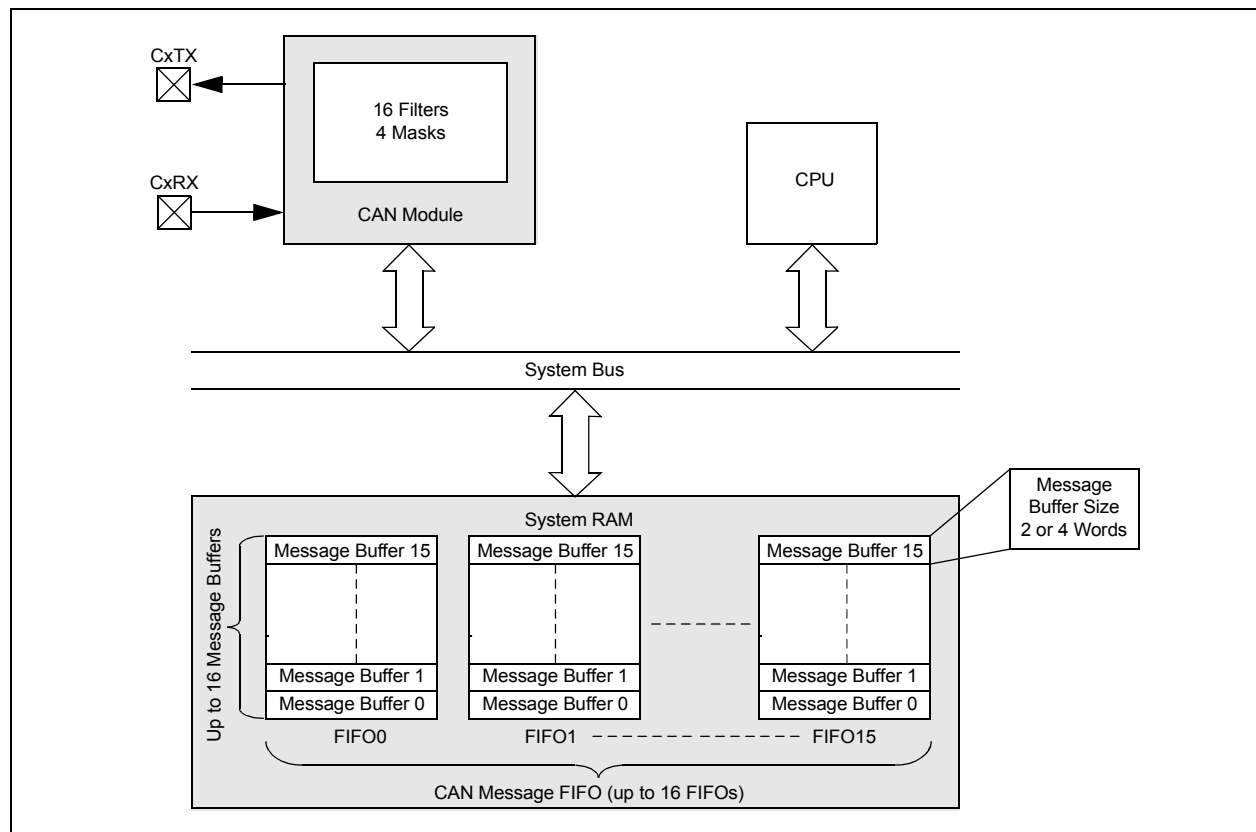 CxTX
16 Filters
4 Masks
CxRX
CAN Module
CPU
System Bus
Message
Buffer Size
2 or 4 Words
System RAM
Up to 16 Message Buffers
Message Buffer 15
Message Buffer 15
Message Buffer 15
Message Buffer 1
Message Buffer 1
Message Buffer 1
Message Buffer 0
Message Buffer 0
Message Buffer 0
FIFO0
FIFO1
FIFO15
CAN Message FIFO (up to 16 FIFOs)